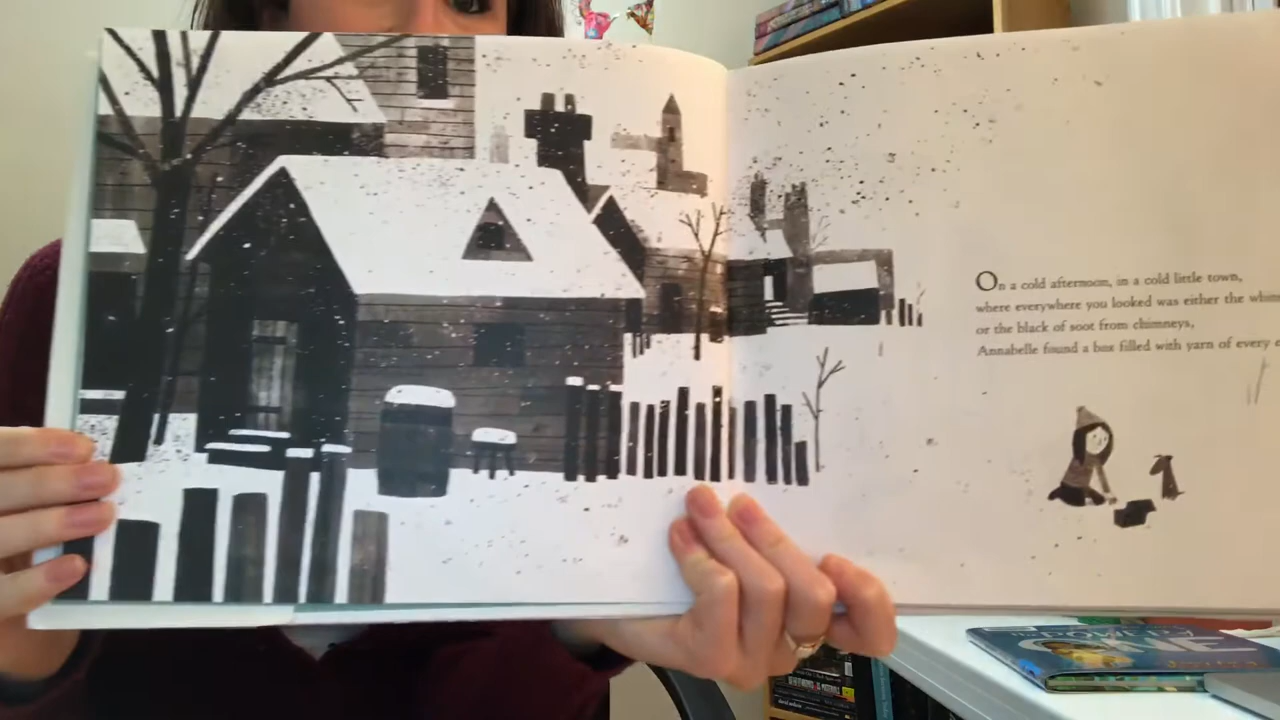 On a cold afternoon, in a cold little town,
where everywhere you looked was either the
or the black of soot from chimneys,
Annabelle found a box filled with yarn of every